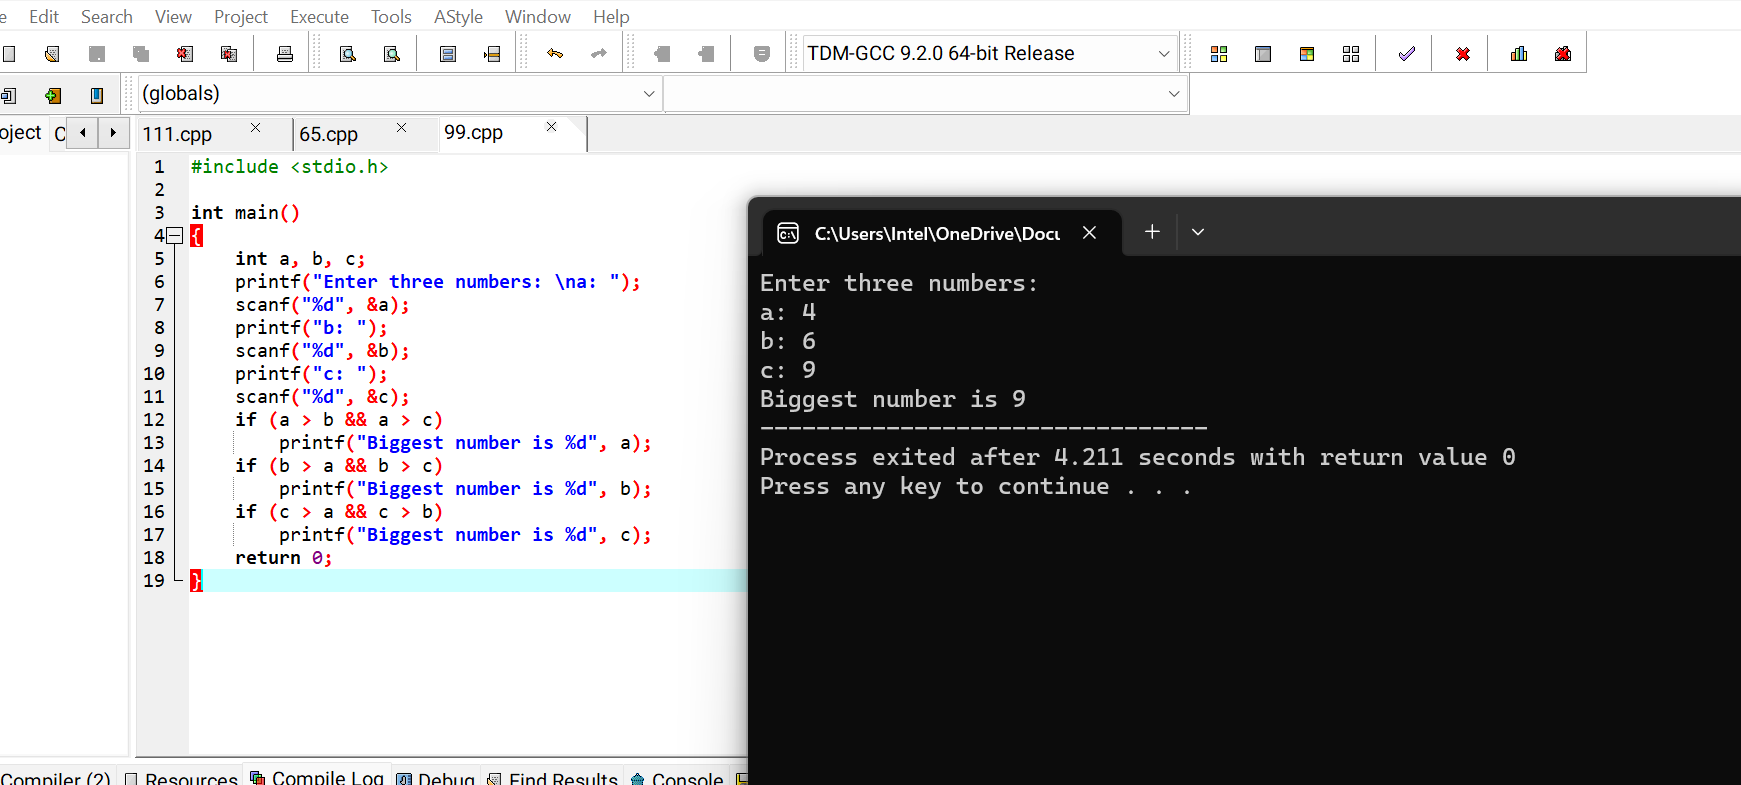 e Edit Search View Project Execute Tools AStyle Window Help
TDM-GCC 9.2.0 64-bit Release
(globals)
oject C 111.cpp 65.cpp 99.cpp
1 #include <stdio.h>
2
3 int main()
4 {
5 int a, b, c;
6 printf("Enter three numbers: \na: ");
7 scanf("%d", &a);
8 printf("b: ");
9 scanf("%d", &b);
10 printf("c: ");
11 scanf("%d", &c);
12 if (a > b && a > c)
13 printf("Biggest number is %d", a);
14 if (b > a && b > c)
15 printf("Biggest number is %d", b);
16 if (c > a && c > b)
17 printf("Biggest number is %d", c);
18 return 0;
19 }
C:\Users\Intel\OneDrive\Docu
Enter three numbers:
a: 4
b: 6
c: 9
Biggest number is 9
--------------------------------
Process exited after 4.211 seconds with return value 0
Press any key to continue . . .
Compiler (2) Resources Compile Log Debug Find Results Console